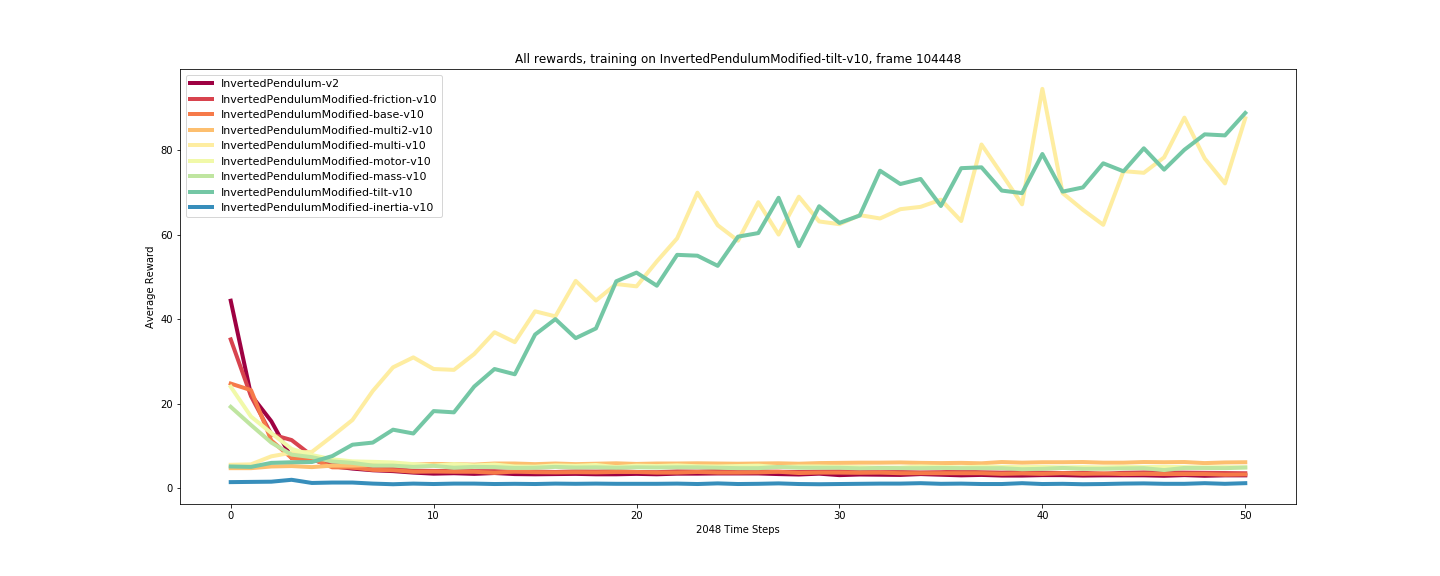 All rewards, training on InvertedPendulumModified-tilt-v10, frame 104448
InvertedPendulum-v2
InvertedPendulumModified-friction-v10
InvertedPendulumModified-base-v10
InvertedPendulumModified-multi2-v10
InvertedPendulumModified-multi-v10
InvertedPendulumModified-motor-v10
InvertedPendulumModified-mass-v10
InvertedPendulumModified-tilt-v10
InvertedPendulumModified-inertia-v10
Average Reward
80
60
40
20
0
0 10 20 30 40 50
2048 Time Steps